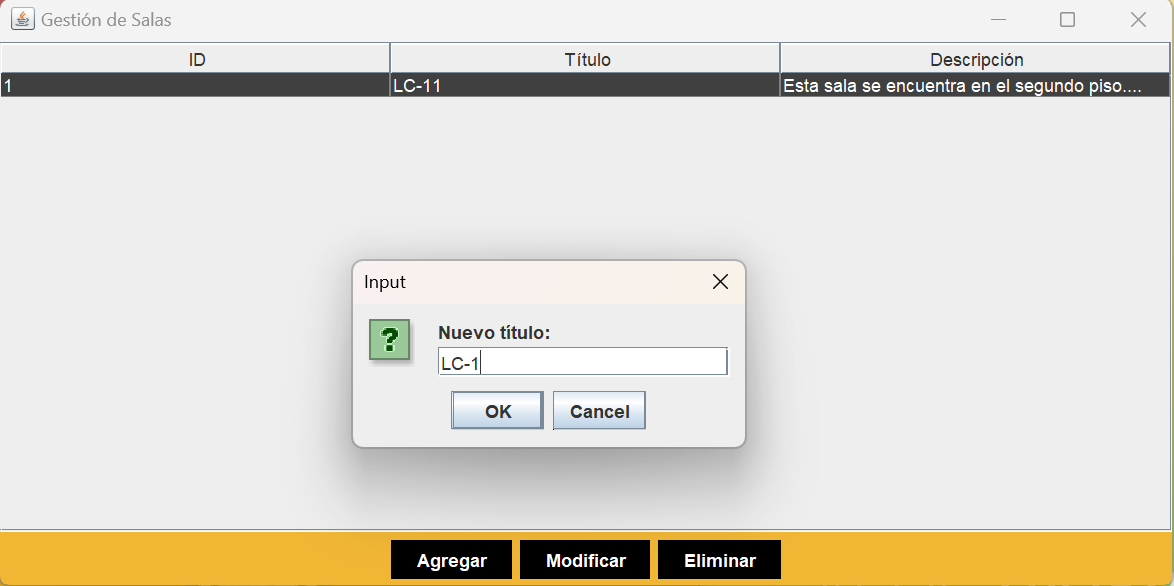 Gestión de Salas
ID Título Descripción
1 LC-11 Esta sala se encuentra en el segundo piso....
Input
?
Nuevo título:
LC-1
OK Cancel
Agregar Modificar Eliminar